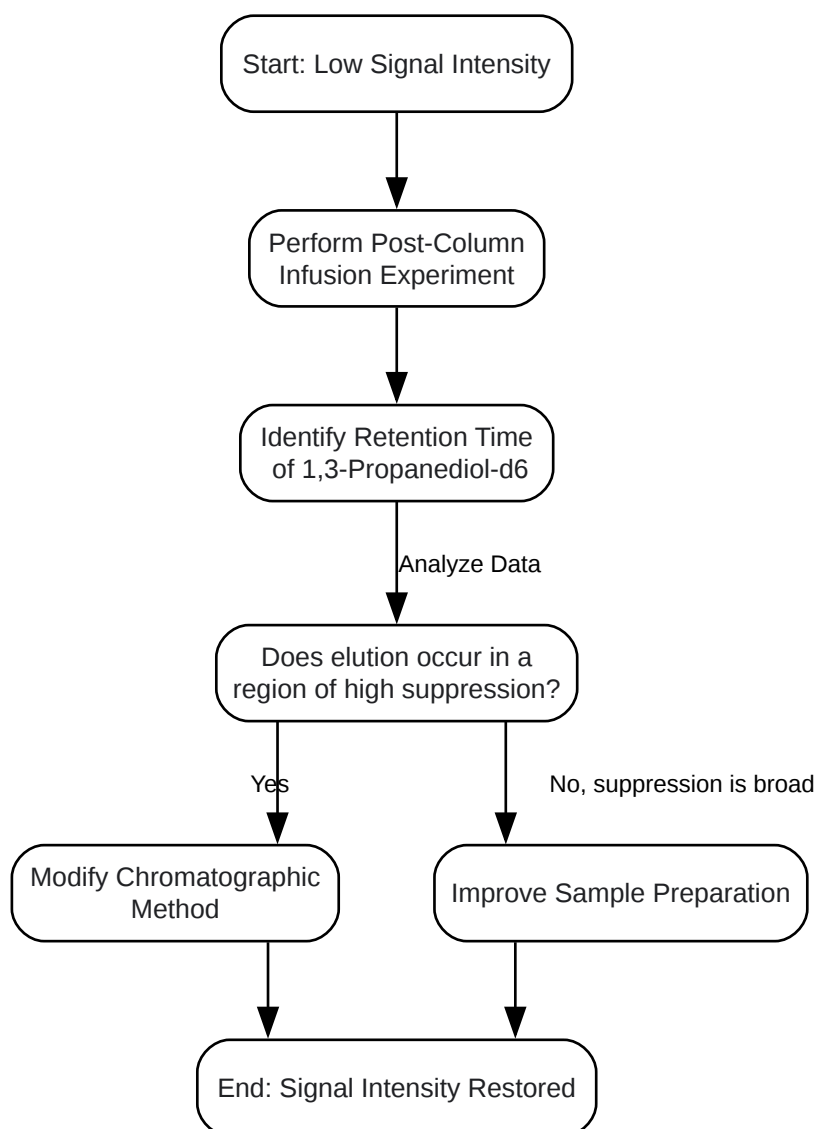 Start: Low Signal Intensity
Perform Post-Column
Infusion Experiment
Identify Retention Time
of 1,3-Propanediol-d6
Analyze Data
Does elution occur in a
region of high suppression?
Yes
No, suppression is broad
Modify Chromatographic
Method
Improve Sample Preparation
End: Signal Intensity Restored